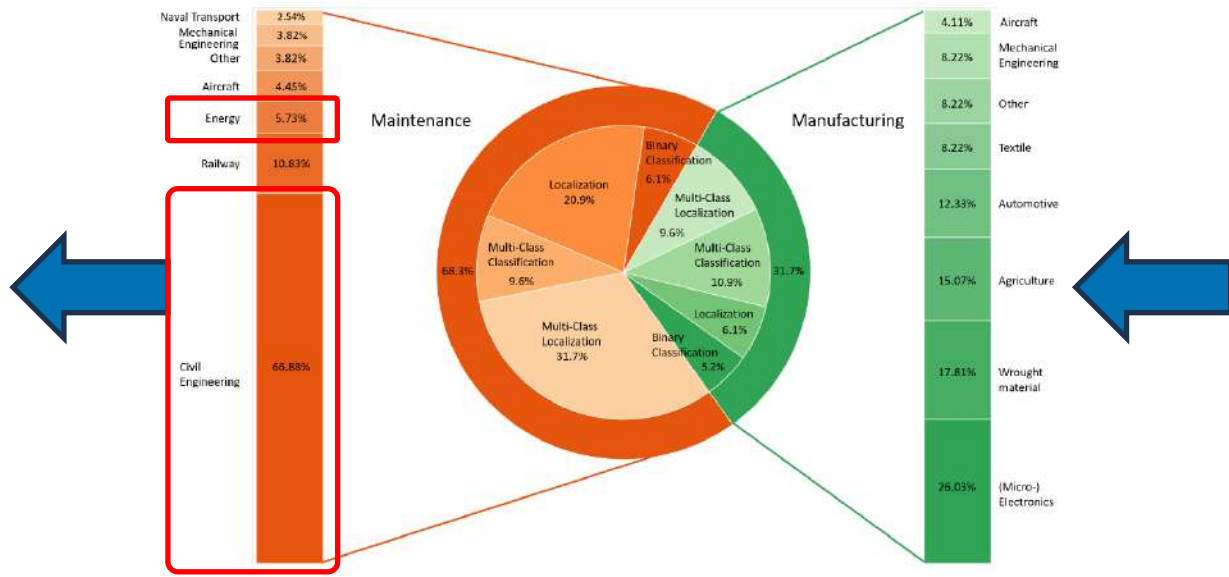 Naval Transport
2.54%
Mechanical
Engineering
3.82%
Other
3.82%
Aircraft
4.45%
Energy
5.73%
Railway
10.83%
Civil
Engineering
66.88%
Maintenance
68.3%
Localization
20.9%
Binary
Classification
6.1%
Multi-Class
Classification
9.6%
Multi-Class
Localization
31.7%
Multi-Class
Localization
9.6%
Multi-Class
Classification
10.9%
Localization
6.1%
Binary
Classification
5.2%
31.7%
Manufacturing
4.11%
Aircraft
8.22%
Mechanical
Engineering
8.22%
Other
8.22%
Textile
12.33%
Automotive
15.07%
Agriculture
17.81%
Wrought
material
26.03%
(Micro-)
Electronics